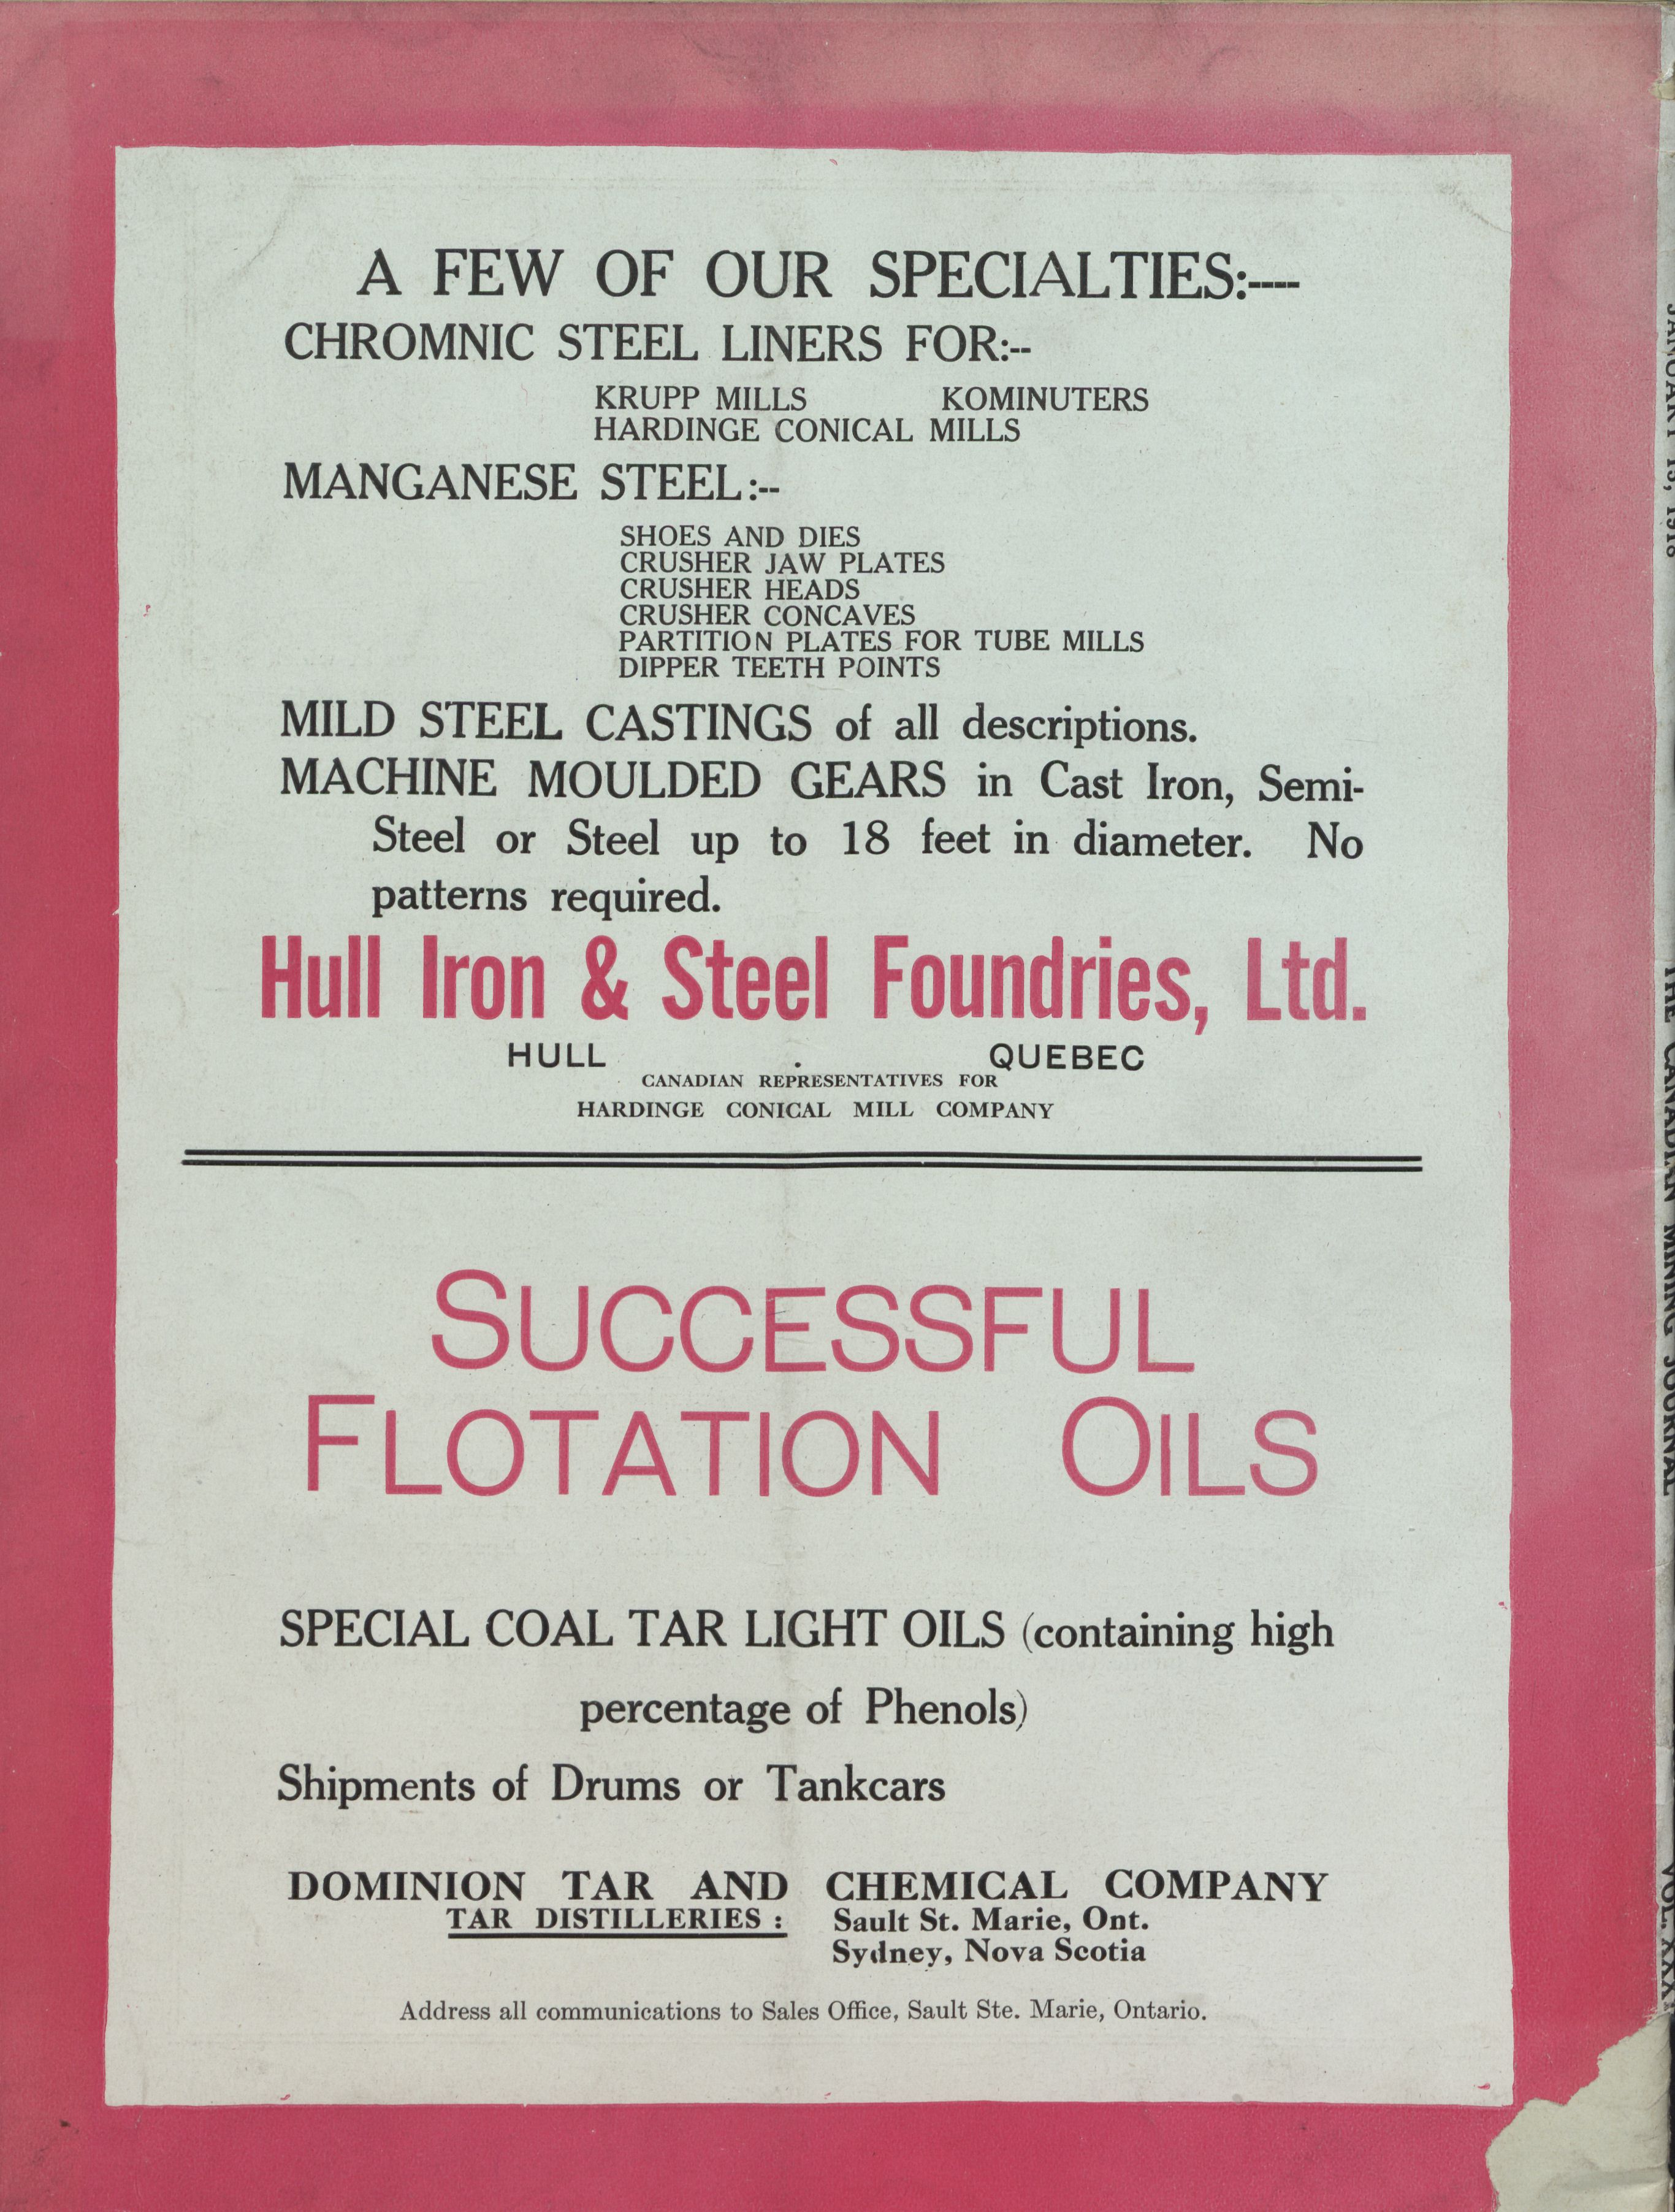 A FEW OF OUR SPECIALTIES:----
CHROMNIC STEEL LINERS FOR:--
KRUPP MILLS KOMINUTERS
HARDINGE CONICAL MILLS
MANGANESE STEEL:--
SHOES AND DIES
CRUSHER JAW PLATES
CRUSHER HEADS
CRUSHER CONCAVES
PARTITION PLATES FOR TUBE MILLS
DIPPER TEETH POINTS
MILD STEEL CASTINGS of all descriptions.
MACHINE MOULDED GEARS in Cast Iron, Semi-
Steel or Steel up to 18 feet in diameter. No
patterns required.
Hull Iron & Steel Foundries, Ltd.
HULL . QUEBEC
CANADIAN REPRESENTATIVES FOR
HARDINGE CONICAL MILL COMPANY
SUCCESSFUL
FLOTATION OILS
SPECIAL COAL TAR LIGHT OILS (containing high
percentage of Phenols)
Shipments of Drums or Tankcars
DOMINION TAR AND CHEMICAL COMPANY
TAR DISTILLERIES : Sault St. Marie, Ont.
Sydney, Nova Scotia
Address all communications to Sales Office, Sault Ste. Marie, Ontario.